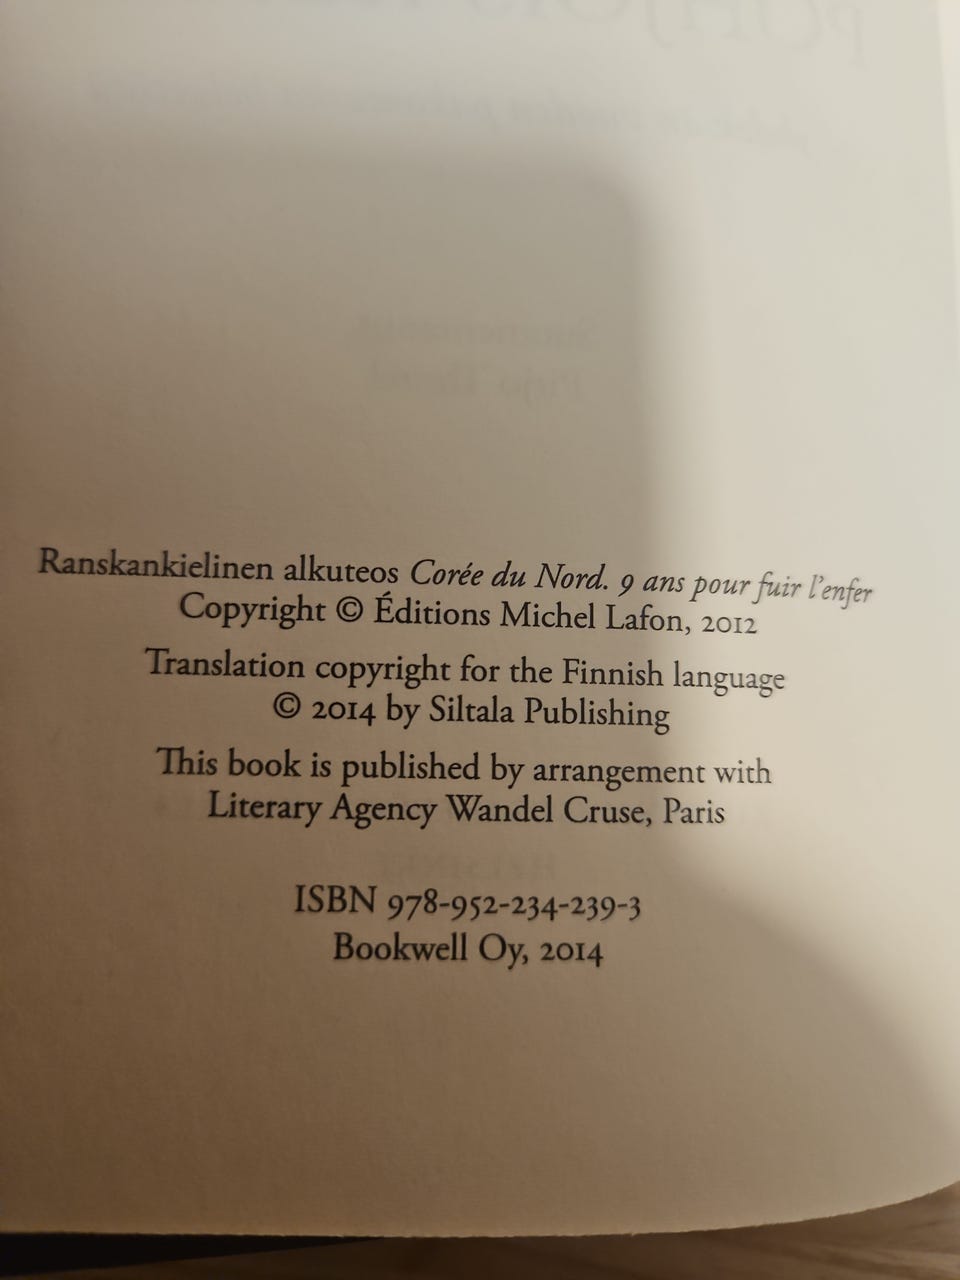 Ranskankielinen alkuteos Corée du Nord. 9 ans pour fuir l'enfer
Copyright © Éditions Michel Lafon, 2012
Translation copyright for the Finnish language
© 2014 by Siltala Publishing
This book is published by arrangement with
Literary Agency Wandel Cruse, Paris
ISBN 978-952-234-239-3
Bookwell Oy, 2014